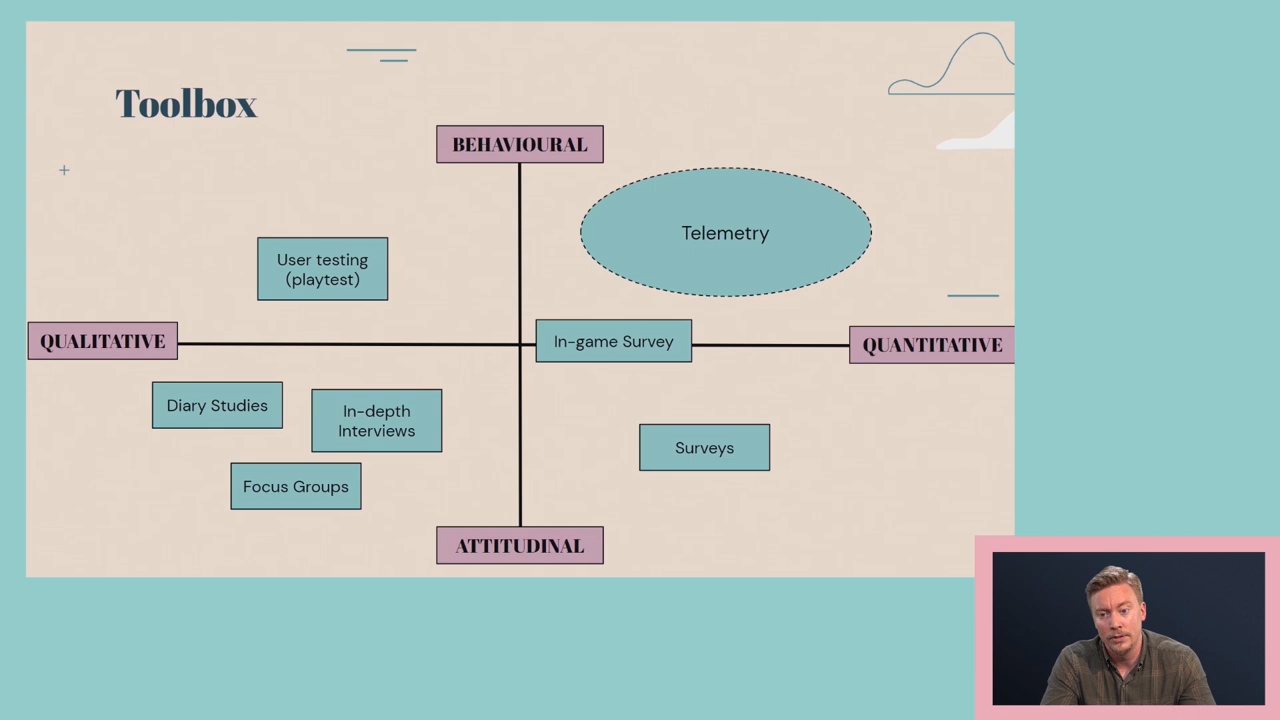 Toolbox
BEHAVIOURAL
Telemetry
User testing
(playtest)
QUALITATIVE
In-game Survey
QUANTITATIVE
Diary Studies
In-depth
Interviews
Surveys
Focus Groups
ATTITUDINAL